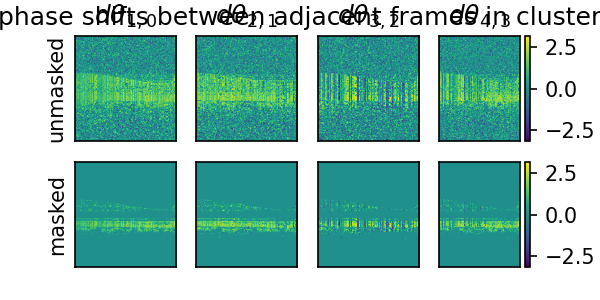 phase shifts between adjacent frames in cluster
dθ1,0 dθ2,1 dθ3,2 dθ4,3
unmasked
2.5
0.0
−2.5
masked
2.5
0.0
−2.5